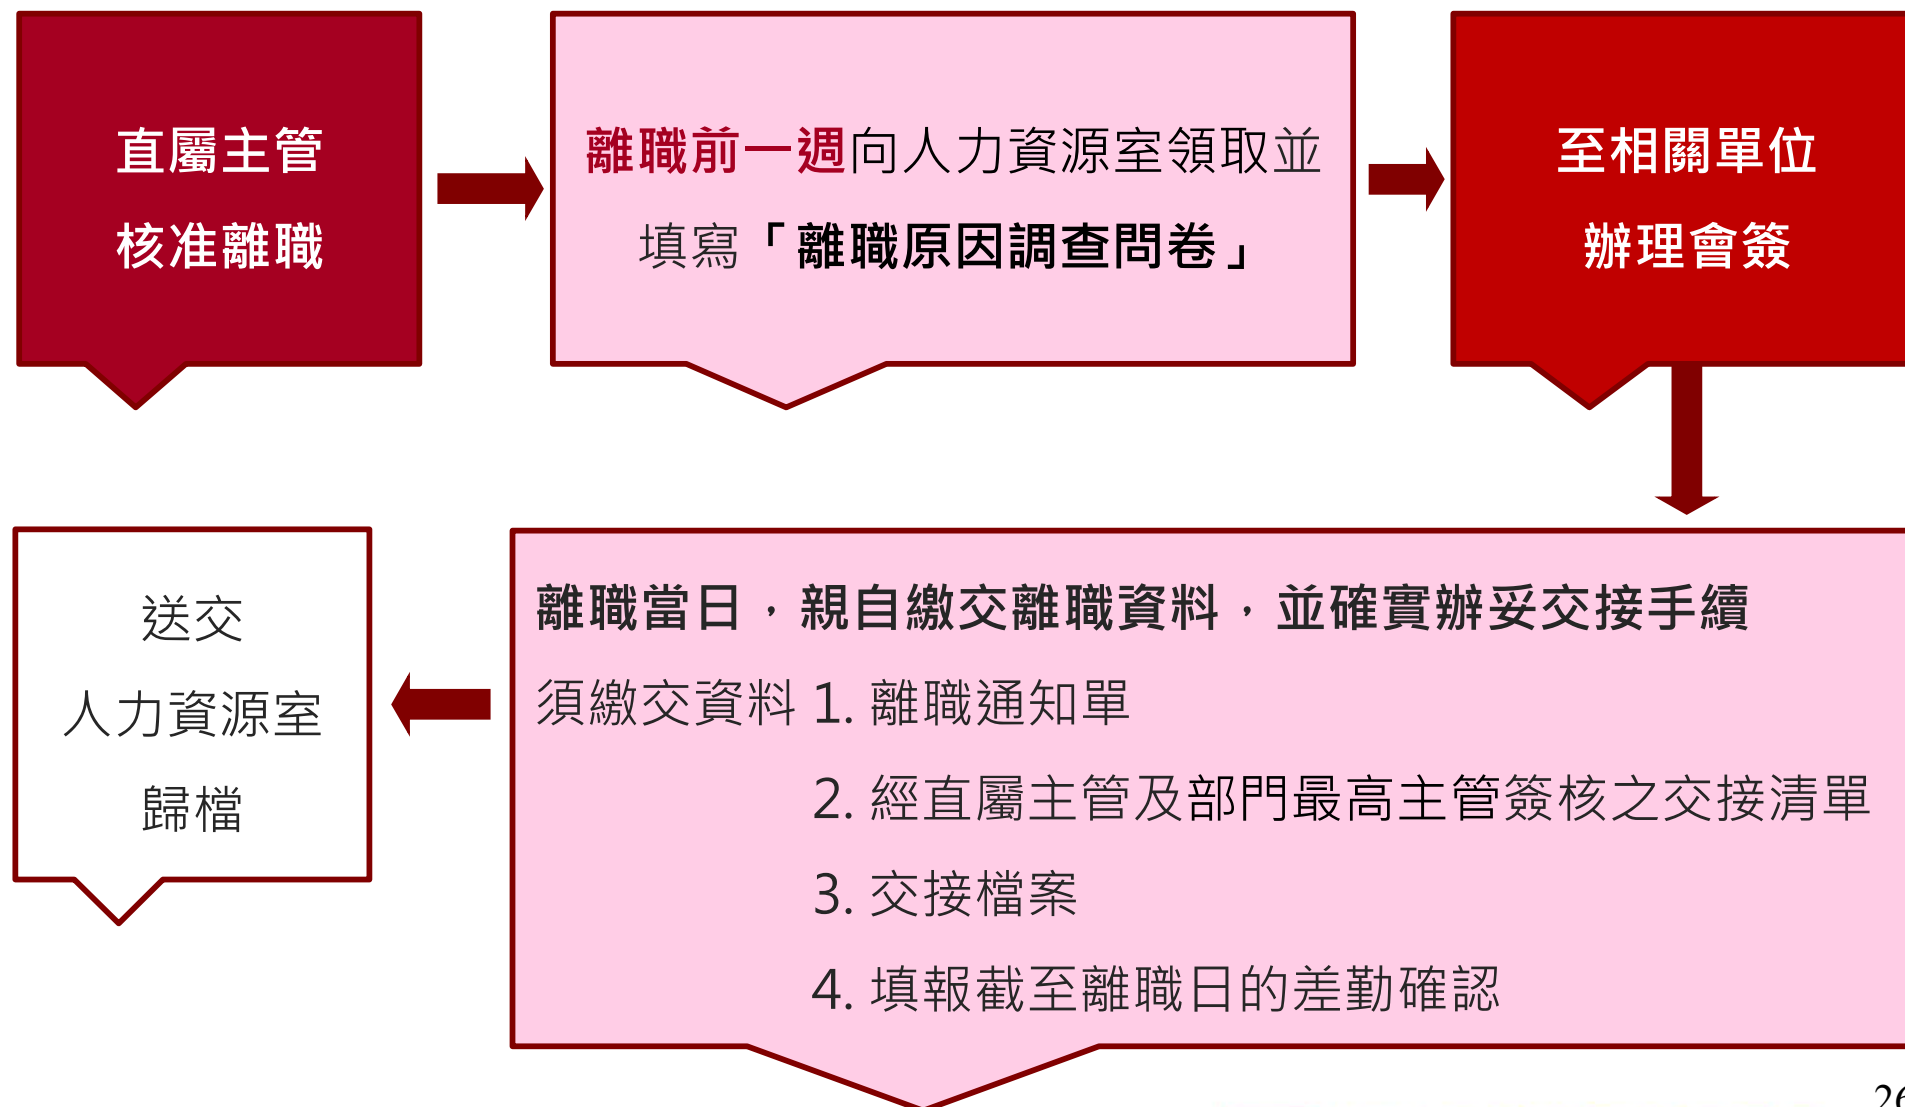 直屬主管
核准離職
離職前一週向人力資源室領取並
填寫「離職原因調查問卷」
至相關單位
辦理會簽
離職當日，親自繳交離職資料，並確實辦妥交接手續
須繳交資料 1. 離職通知單
2. 經直屬主管及部門最高主管簽核之交接清單
3. 交接檔案
4. 填報截至離職日的差勤確認
送交
人力資源室
歸檔
26